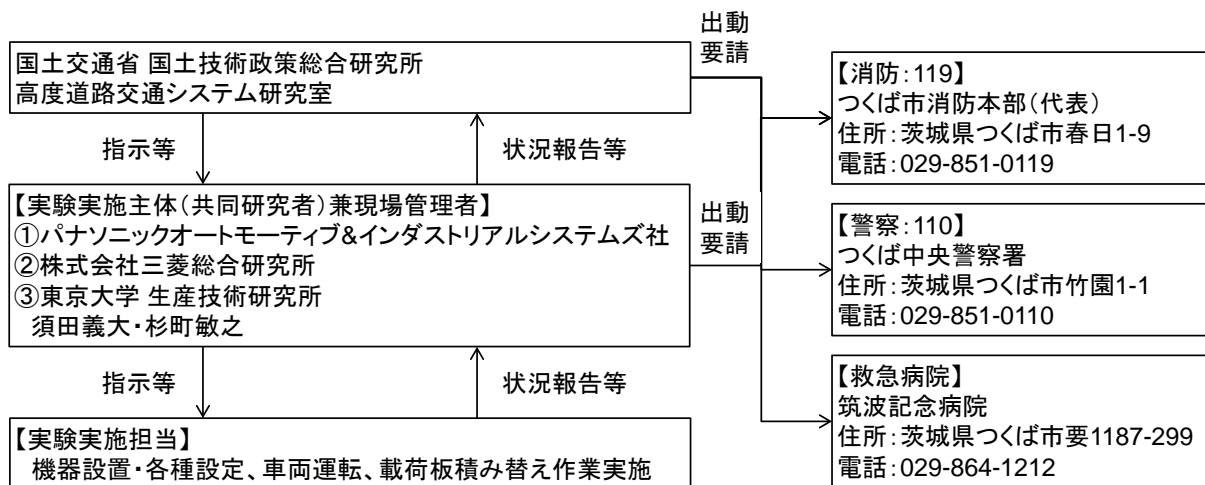 国土交通省 国土技術政策総合研究所
高度道路交通システム研究室
指示等
状況報告等
【実験実施主体(共同研究者)兼現場管理者】
①パナソニックオートモーティブ&インダストリアルシステムズ社
②株式会社三菱総合研究所
③東京大学 生産技術研究所
須田義大・杉町敏之
指示等
状況報告等
【実験実施担当】
機器設置・各種設定、車両運転、載荷板積み替え作業実施
出動
要請
出動
要請
【消防:119】
つくば市消防本部(代表)
住所:茨城県つくば市春日1-9
電話:029-851-0119
【警察:110】
つくば中央警察署
住所:茨城県つくば市竹園1-1
電話:029-851-0110
【救急病院】
筑波記念病院
住所:茨城県つくば市要1187-299
電話:029-864-1212